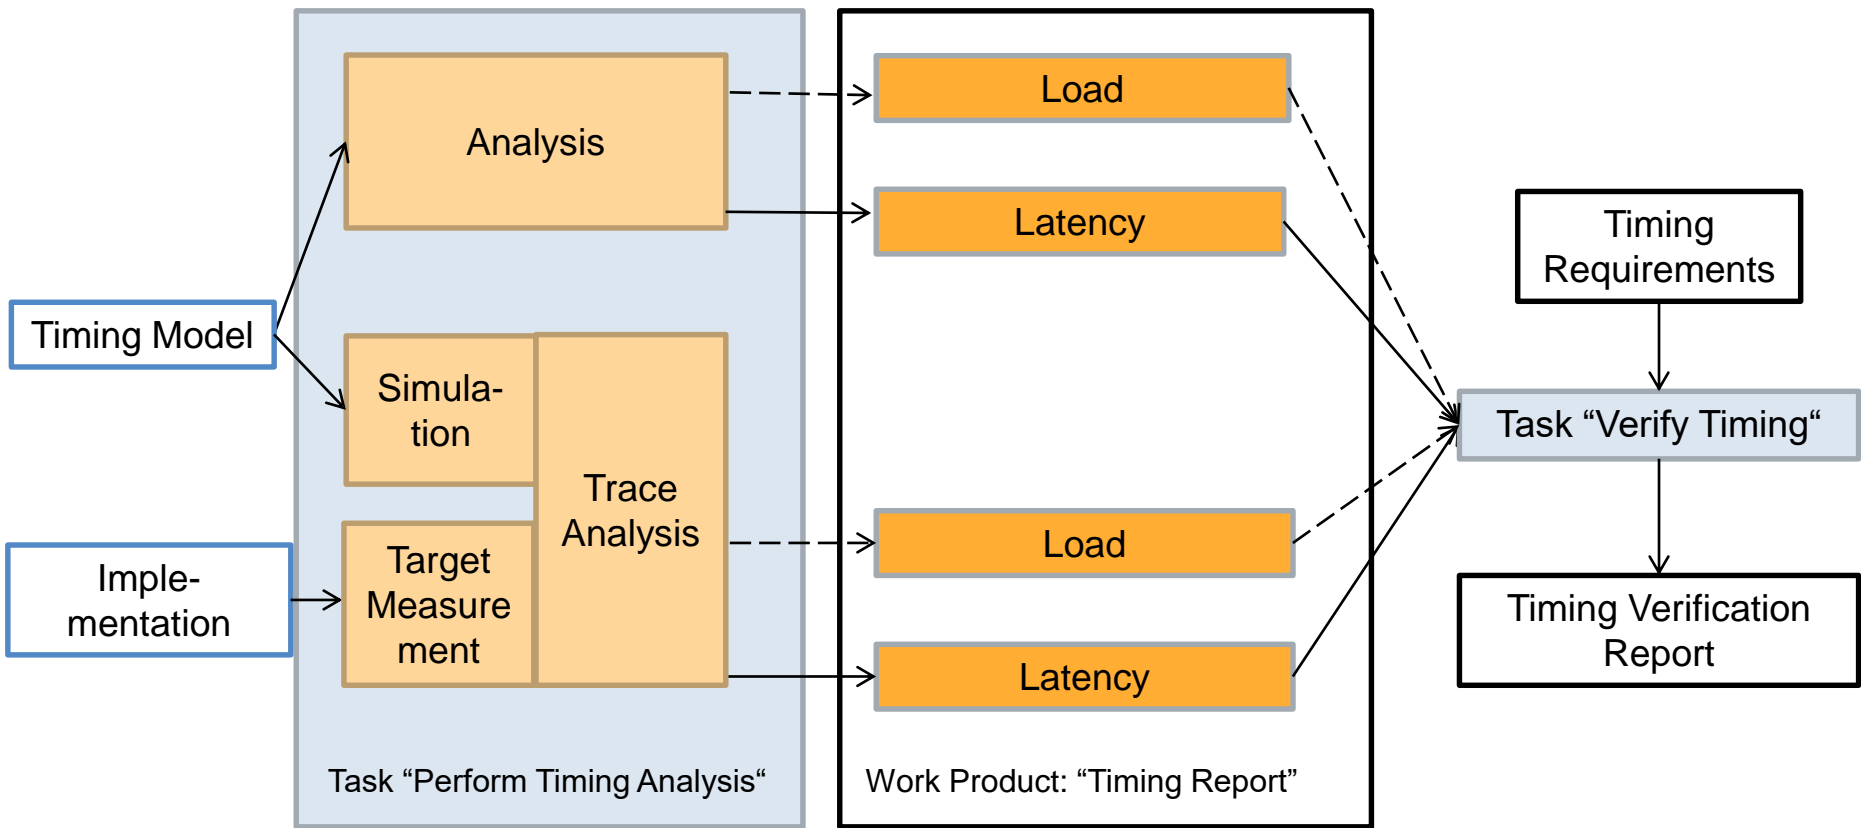 Timing Model
Imple-
mentation
Analysis
Simula-
tion
Trace
Analysis
Target
Measure
ment
Task “Perform Timing Analysis“
Load
Latency
Load
Latency
Work Product: “Timing Report”
Timing
Requirements
Task “Verify Timing“
Timing Verification
Report